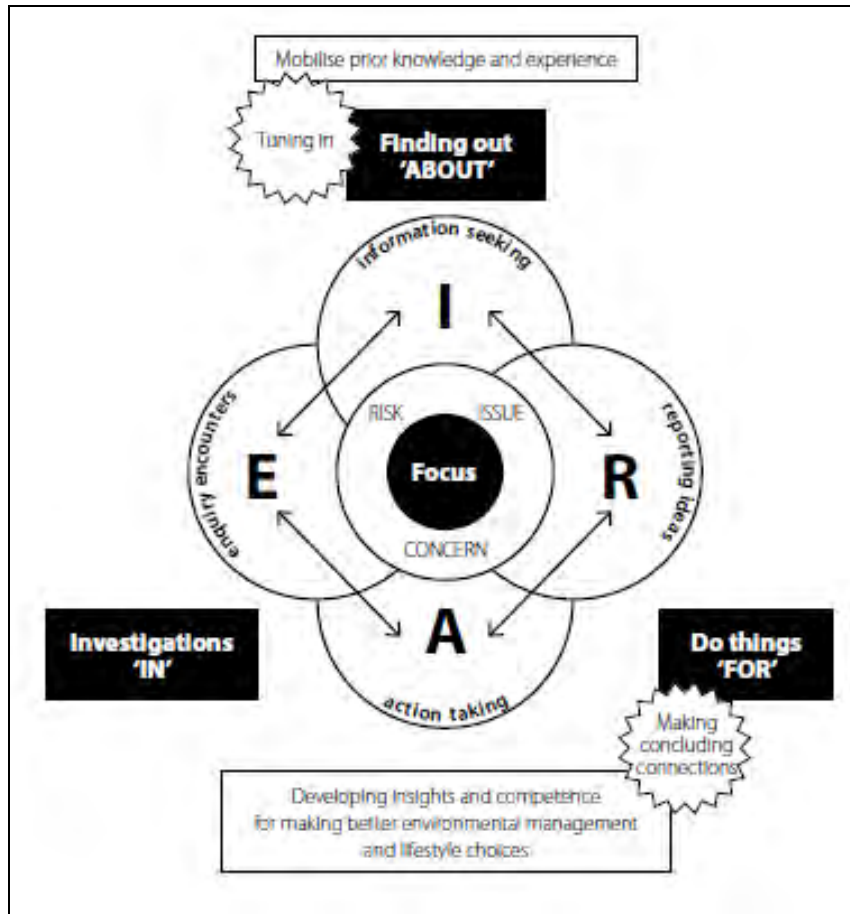 Mobilise prior knowledge and experience
Tuning in
Finding out
'ABOUT'
information seeking
I
RISK
ISSUE
enquiry encounters
E
Focus
R
reporting ideas
CONCERN
A
action taking
Investigations
'IN'
Do things
'FOR'
Making
concluding
connections
Developing insights and competence
for making better environmental management
and lifestyle choices